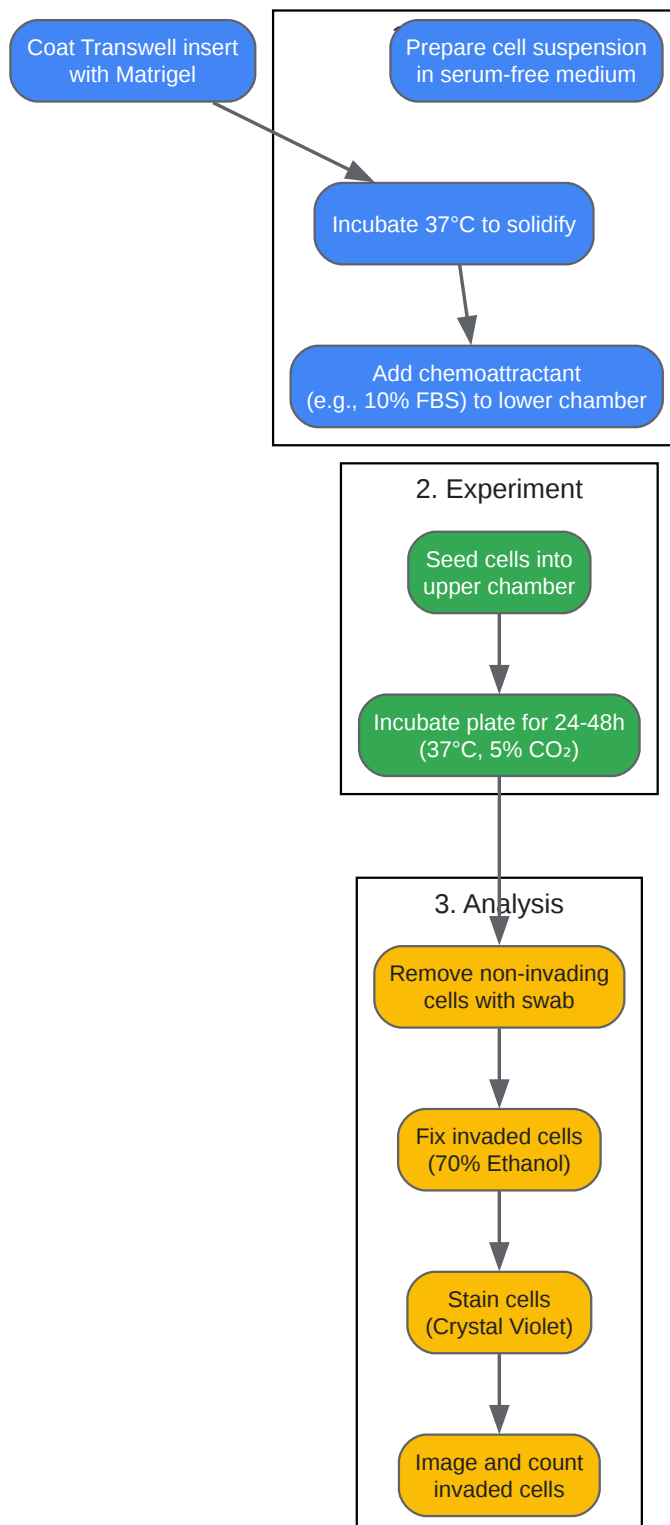 Coat Transwell insert
with Matrigel
Prepare cell suspension
in serum-free medium
Incubate 37°C to solidify
Add chemoattractant
(e.g., 10% FBS) to lower chamber
2. Experiment
Seed cells into
upper chamber
Incubate plate for 24-48h
(37°C, 5% CO₂)
3. Analysis
Remove non-invading
cells with swab
Fix invaded cells
(70% Ethanol)
Stain cells
(Crystal Violet)
Image and count
invaded cells